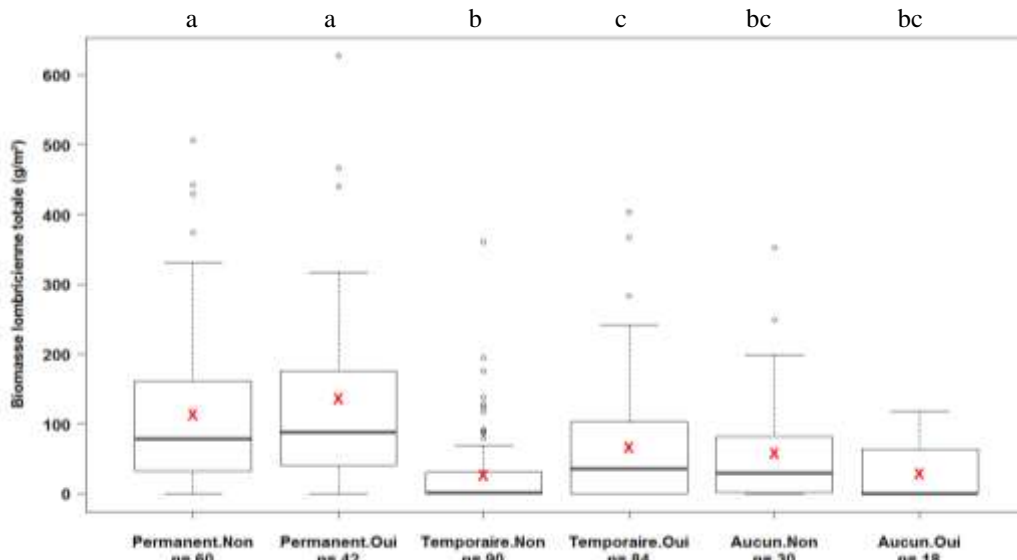 a a b c bc bc
600
500
400
300
200
100
0
Biomasse lombricienne totale (g/m²)
Permanent.Non Permanent.Oui Temporaire.Non Temporaire.Oui Aucun.Non Aucun.Oui
n= 60 n= 42 n= 90 n= 84 n= 30 n= 18